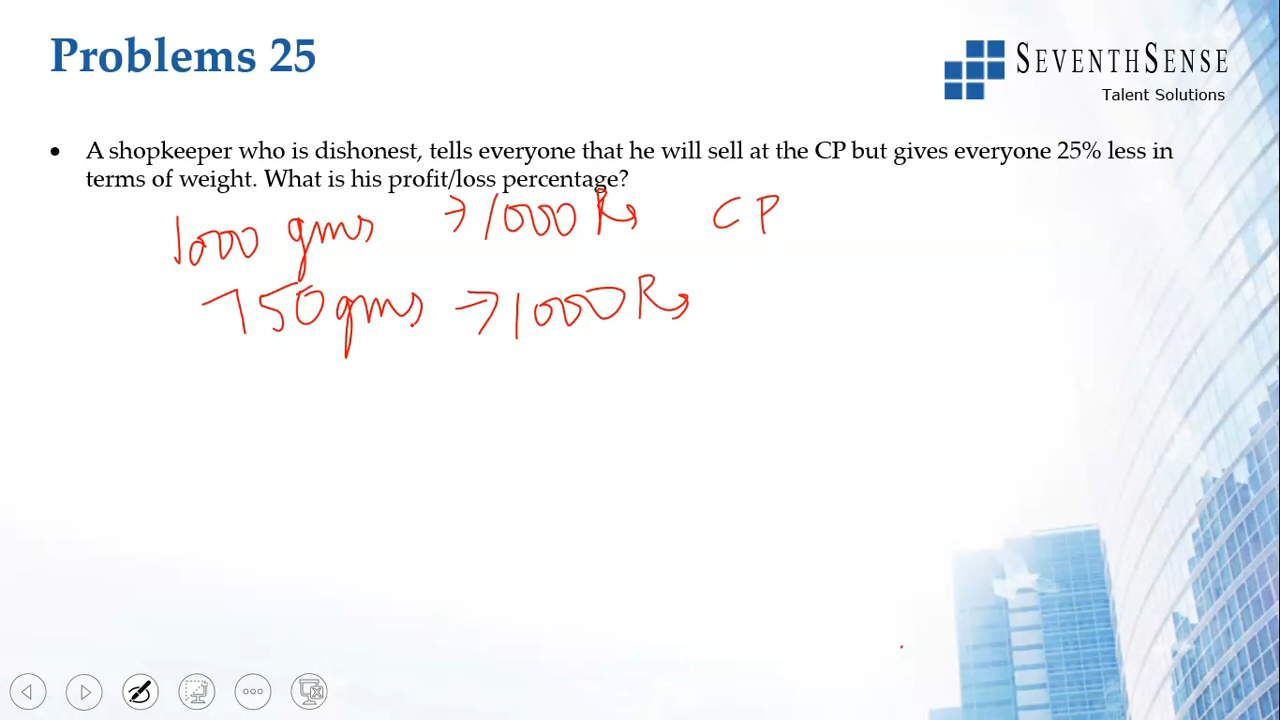 Problems 25
SEVENTHSENSE
Talent Solutions
• A shopkeeper who is dishonest, tells everyone that he will sell at the CP but gives everyone 25% less in
terms of weight. What is his profit/loss percentage?
1000 gms → 1000 Rs CP
750 gms → 1000 Rs